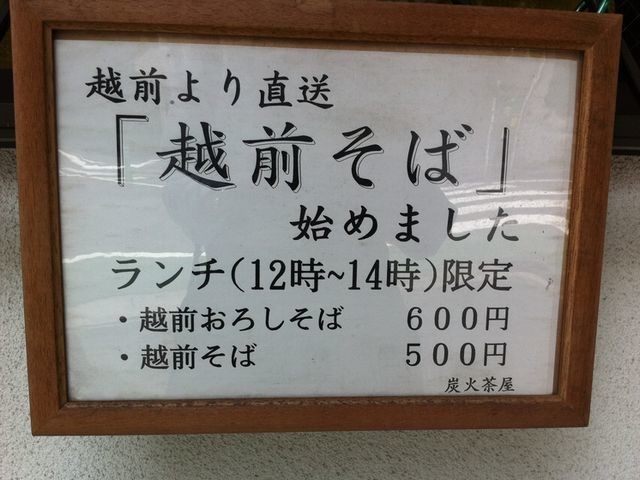 越前より直送
「越前そば」
始めました
ランチ(12時~14時)限定
・越前おろしそば 600円
・越前そば 500円
炭火茶屋